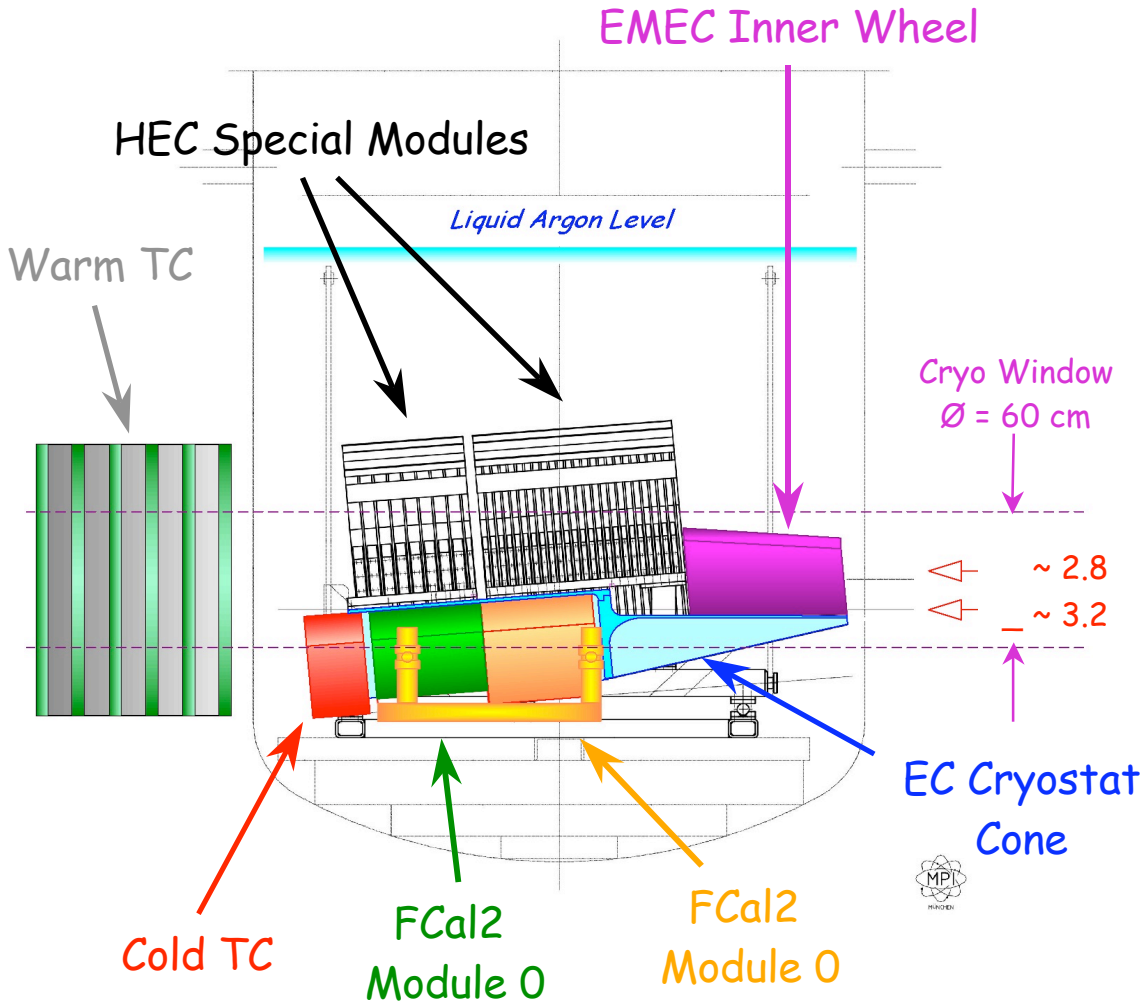 EMEC Inner Wheel
HEC Special Modules
Liquid Argon Level
Warm TC
Cryo Window
Ø = 60 cm
~ 2.8
_ ~ 3.2
EC Cryostat
Cone
MPI
MÜNCHEN
FCal2
Module 0
FCal2
Module 0
Cold TC